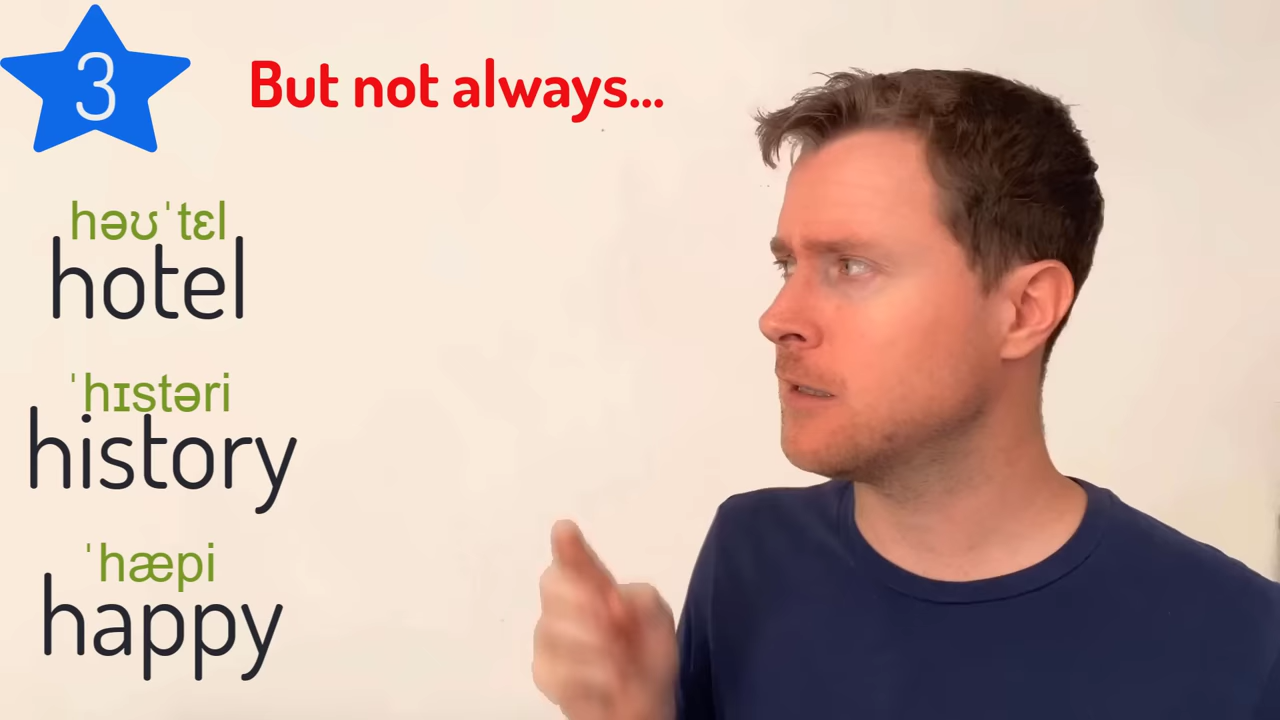 3
But not always...
həʊˈtɛl
hotel
ˈhɪstəri
history
ˈhæpi
happy